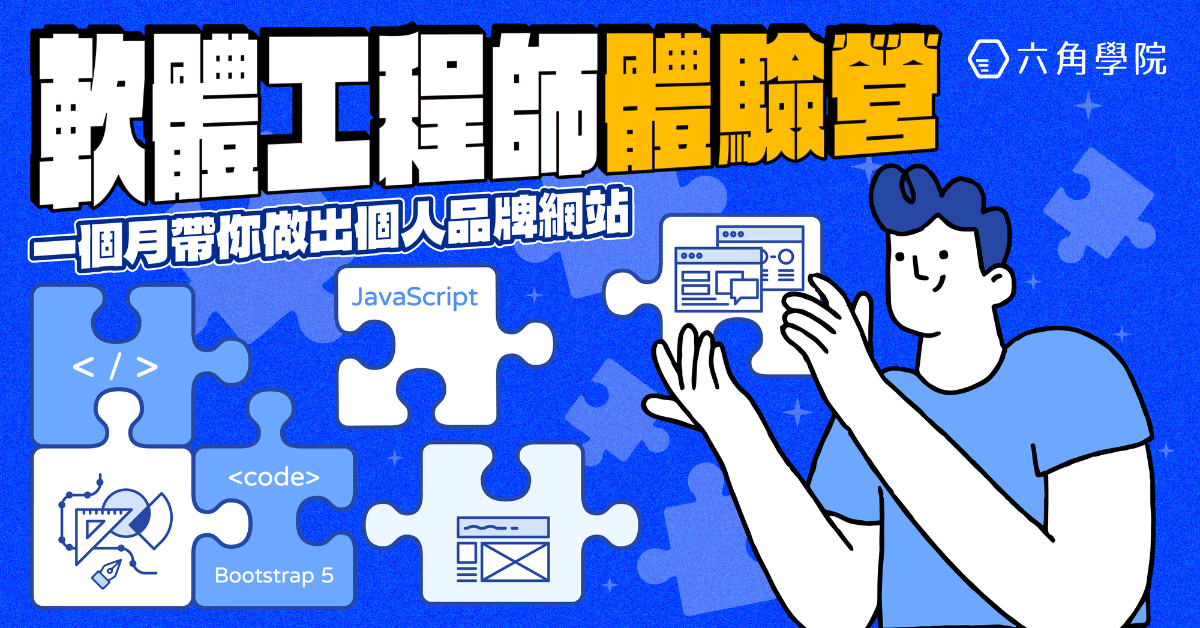 軟體工程師體驗營
六角學院
一個月帶你做出個人品牌網站
JavaScript
< / >
<code>
Bootstrap 5